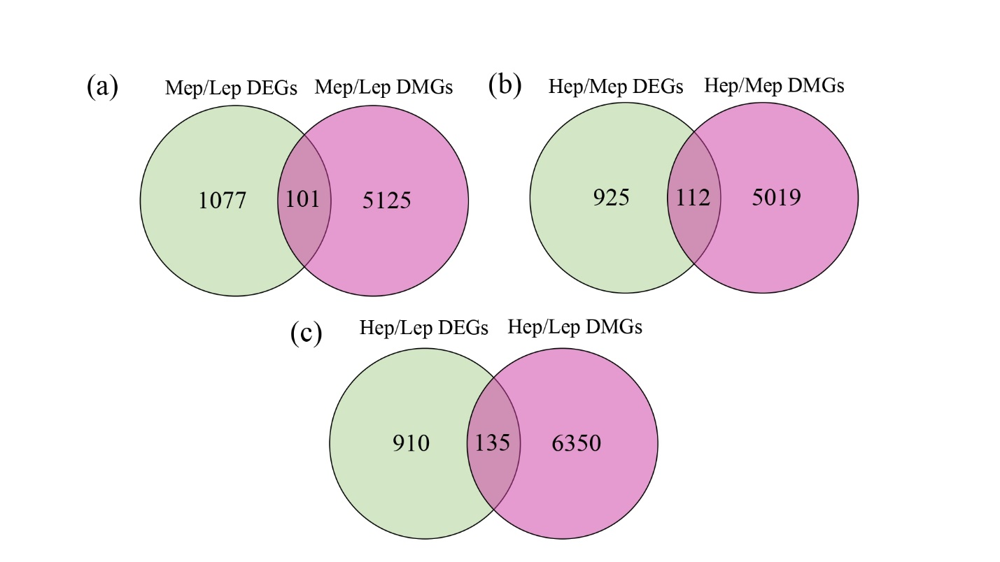 (a)
Mep/Lep DEGs Mep/Lep DMGs
1077 101 5125
(b)
Hep/Mep DEGs Hep/Mep DMGs
925 112 5019
(c)
Hep/Lep DEGs Hep/Lep DMGs
910 135 6350